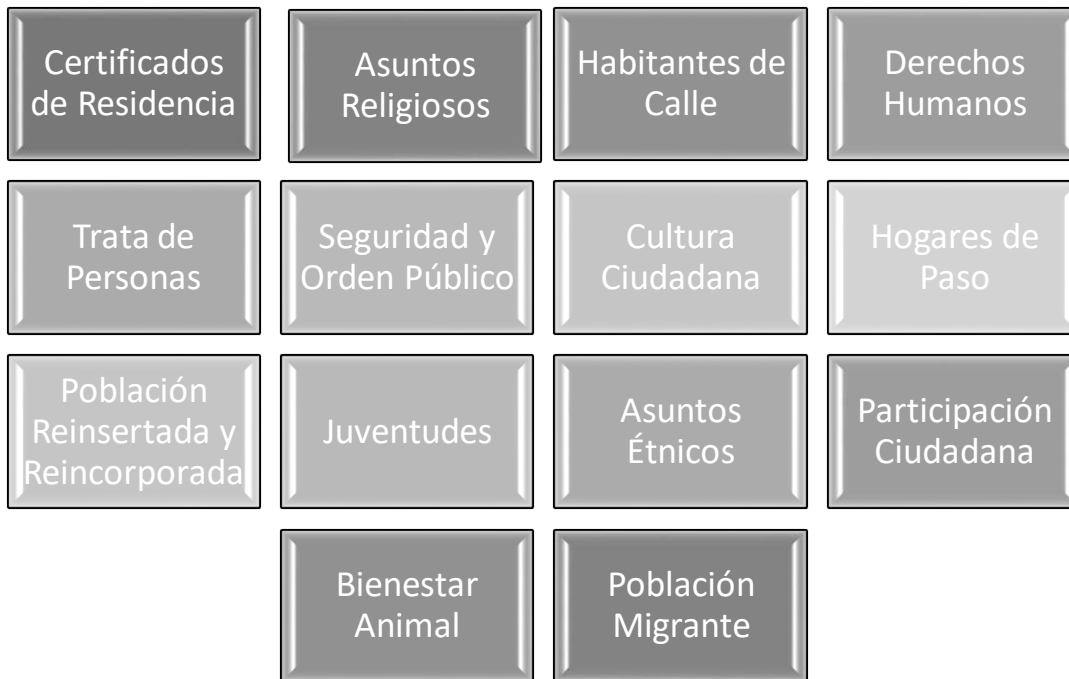 Certificados
de Residencia
Asuntos
Religiosos
Habitantes de
Calle
Derechos
Humanos
Trata de
Personas
Seguridad y
Orden Público
Cultura
Ciudadana
Hogares de
Paso
Población
Reinsertada y
Reincorporada
Juventudes
Asuntos
Étnicos
Participación
Ciudadana
Bienestar
Animal
Población
Migrante